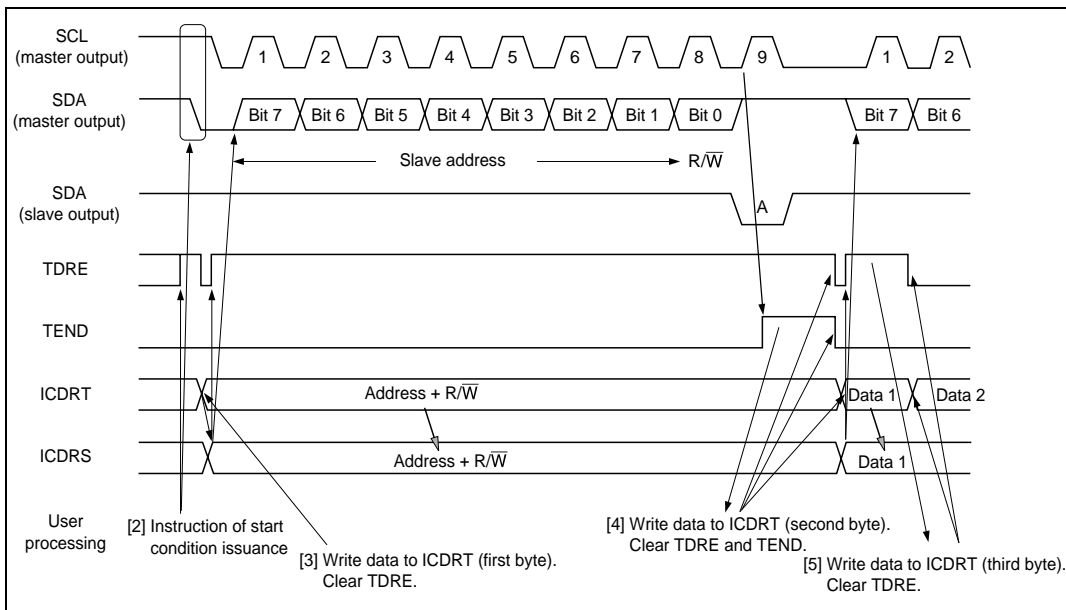 SCL
(master output)
1 2 3 4 5 6 7 8 9 1 2
SDA
(master output)
Bit 7 Bit 6 Bit 5 Bit 4 Bit 3 Bit 2 Bit 1 Bit 0 Bit 7 Bit 6
Slave address R/W̅
SDA
(slave output)
A
TDRE
TEND
ICDRT
Address + R/W̅ Data 1 Data 2
ICDRS
Address + R/W̅ Data 1
User
processing
[2] Instruction of start
condition issuance
[3] Write data to ICDRT (first byte).
Clear TDRE.
[4] Write data to ICDRT (second byte).
Clear TDRE and TEND.
[5] Write data to ICDRT (third byte).
Clear TDRE.